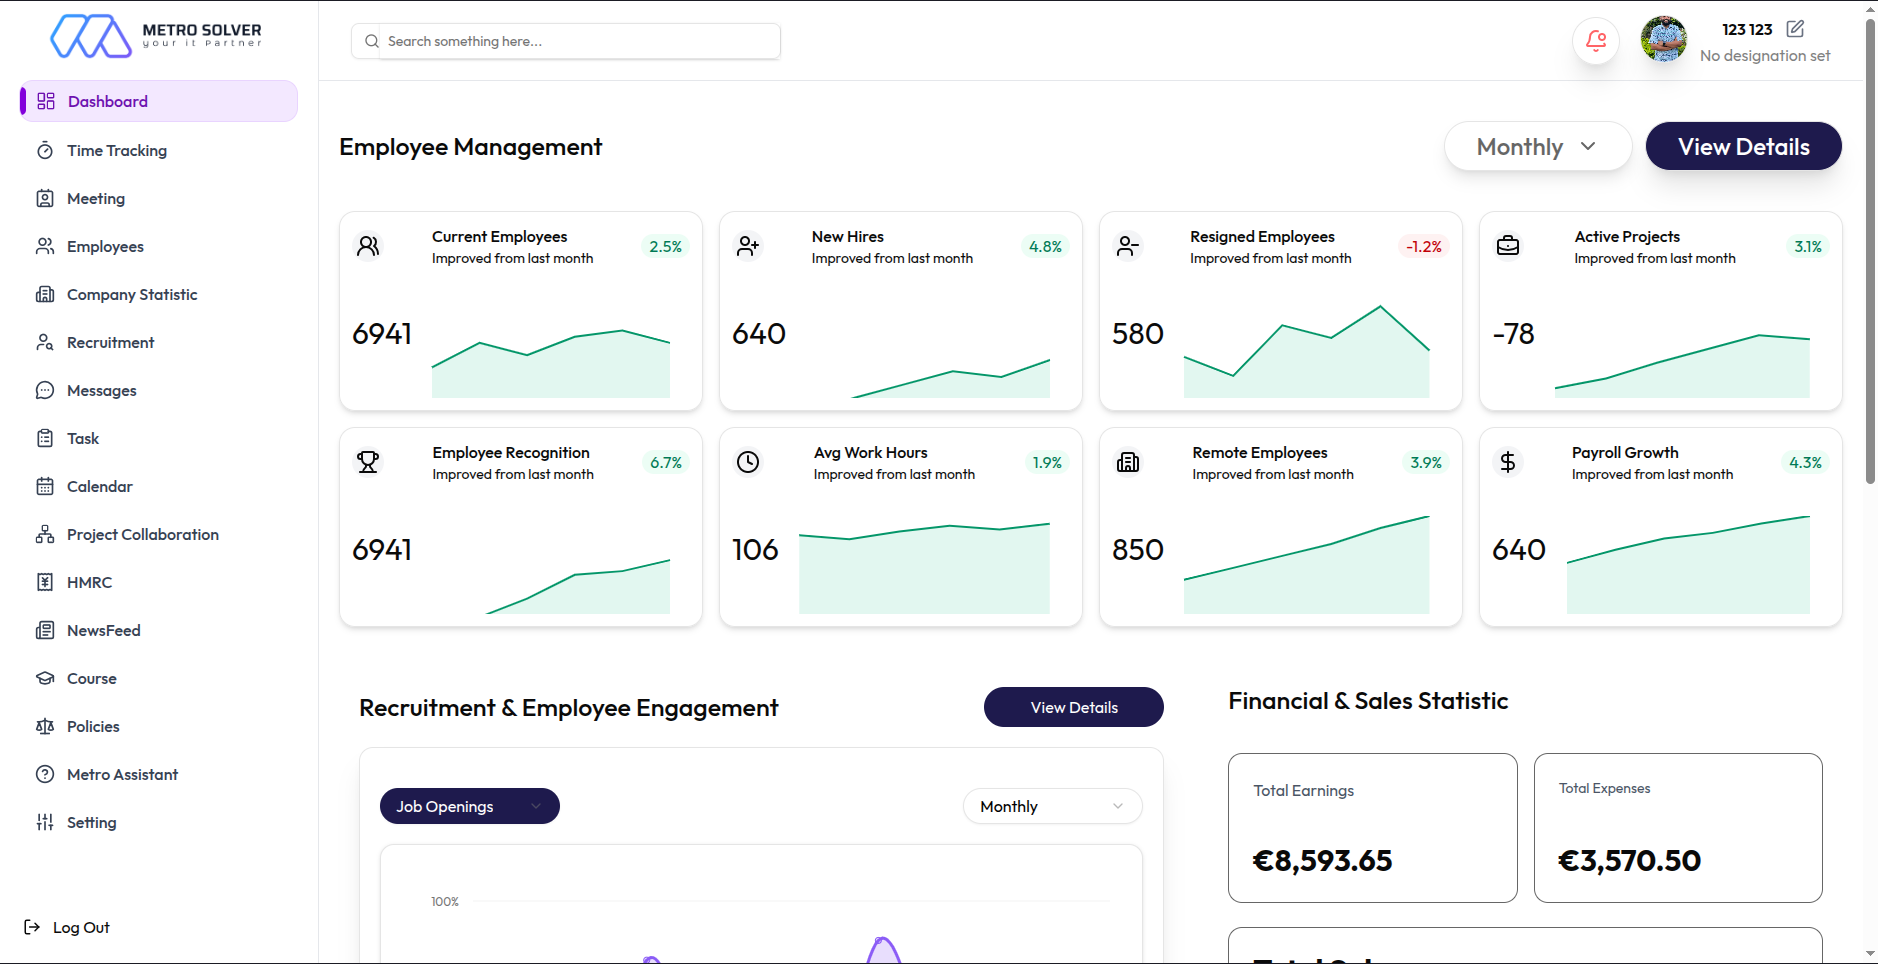 METRO SOLVER
your IT Partner
Dashboard
Time Tracking
Meeting
Employees
Company Statistic
Recruitment
Messages
Task
Calendar
Project Collaboration
HMRC
NewsFeed
Course
Policies
Metro Assistant
Setting
Log Out
Search something here...
123 123
No designation set
Employee Management
Monthly
View Details
Current Employees
Improved from last month
2.5%
6941
New Hires
Improved from last month
4.8%
640
Resigned Employees
Improved from last month
-1.2%
580
Active Projects
Improved from last month
3.1%
-78
Employee Recognition
Improved from last month
6.7%
6941
Avg Work Hours
Improved from last month
1.9%
106
Remote Employees
Improved from last month
3.9%
850
Payroll Growth
Improved from last month
4.3%
640
Recruitment & Employee Engagement
View Details
Job Openings
Monthly
100%
Financial & Sales Statistic
Total Earnings
€8,593.65
Total Expenses
€3,570.50